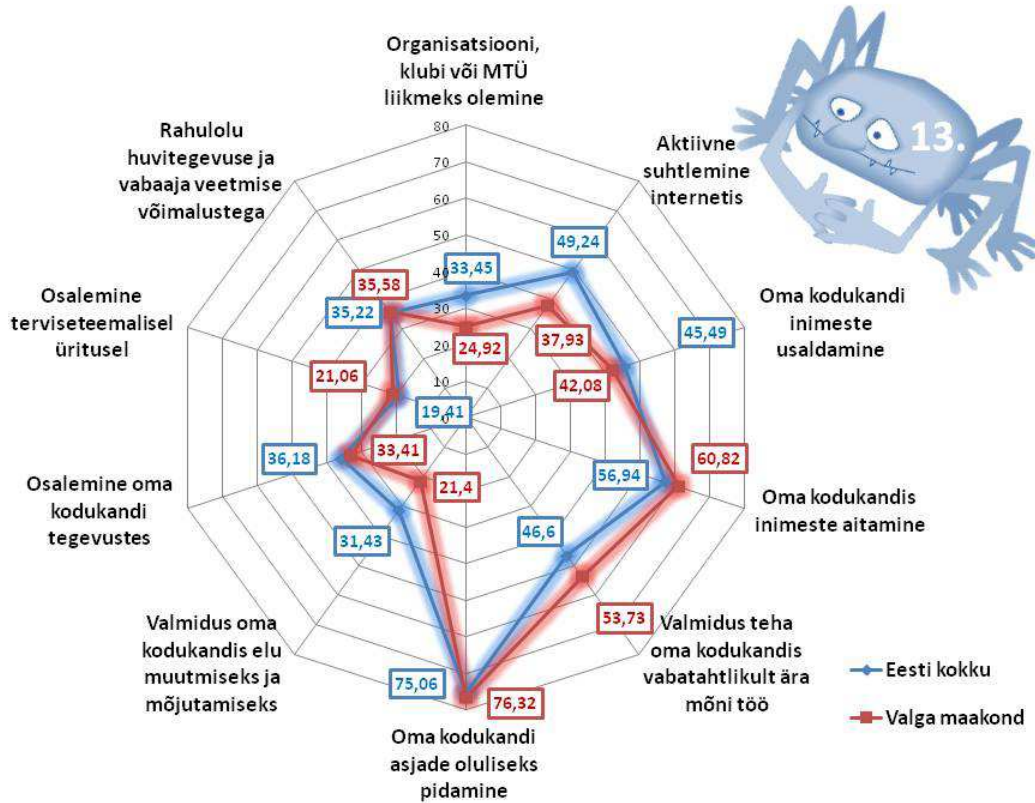 Organisatsiooni,
klubi või MTÜ
liikmeks olemine
13.
Rahulolu
huvitegevuse ja
vabaaja veetmise
võimalustega
Aktiivne
suhtlemine
internetis
80
70
60
50
40
30
20
10
0
49,24
33,45
35,58
35,22
24,92
37,93
45,49
42,08
Oma kodukandi
inimeste
usaldamine
Osalemine
terviseteemalisel
üritusel
21,06
19,41
36,18
33,41
21,4
56,94
60,82
Osalemine oma
kodukandi
tegevustes
Oma kodukandis
inimeste aitamine
31,43
46,6
53,73
Valmidus oma
kodukandis elu
muutmiseks ja
mõjutamiseks
Valmidus teha
oma kodukandis
vabatahtlikult ära
mõni töö
75,06
76,32
Oma kodukandi
asjade oluliseks
pidamine
Eesti kokku
Valga maakond